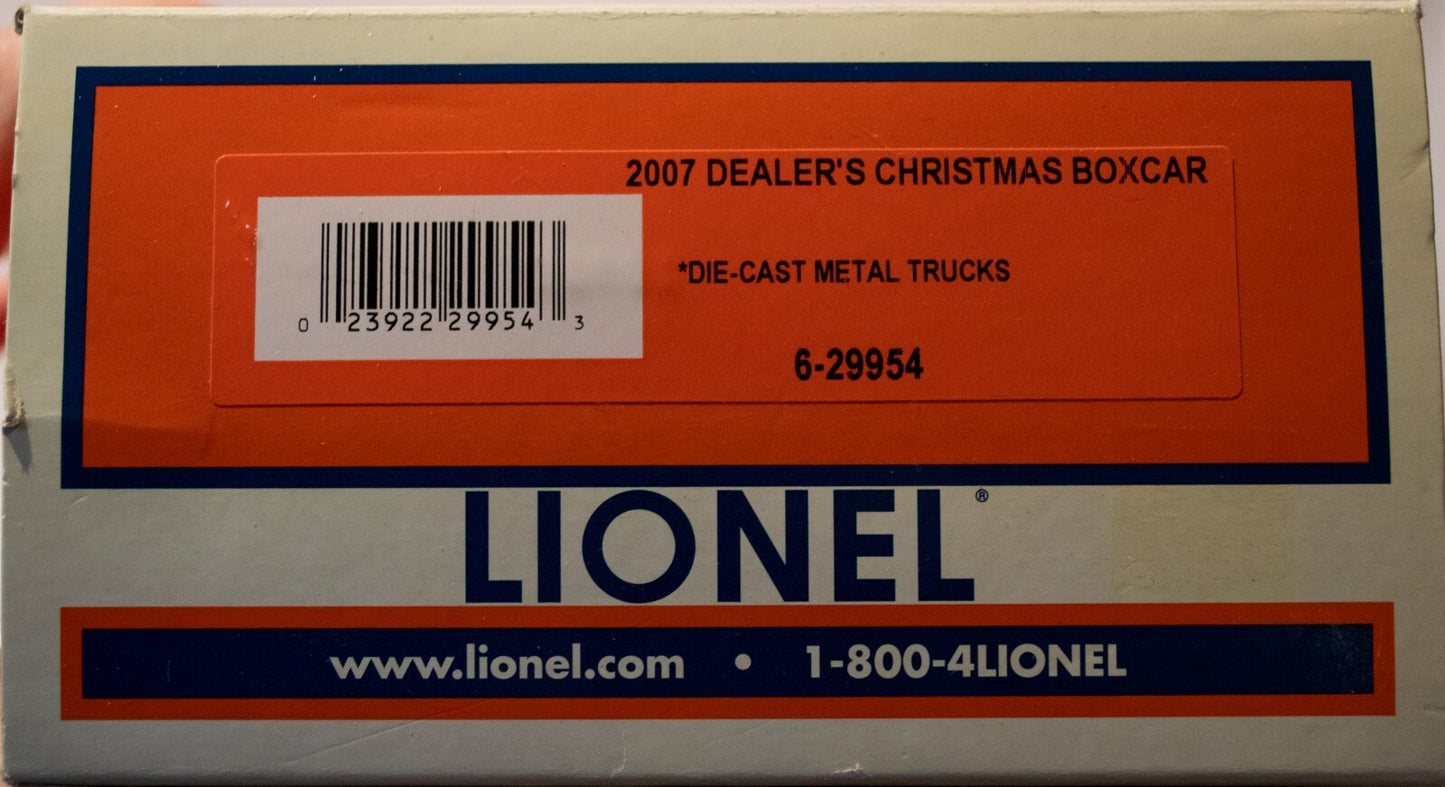 2007 DEALER'S CHRISTMAS BOXCAR
*DIE-CAST METAL TRUCKS
0 23922 29954 3
6-29954
LIONEL®
www.lionel.com • 1-800-4LIONEL